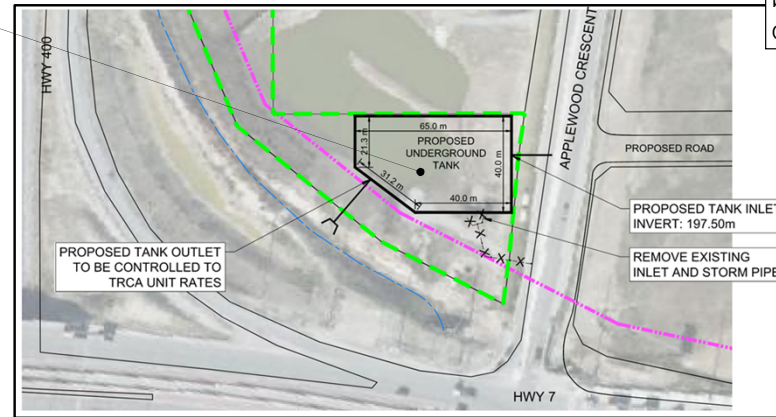 HWY 400
APPLEWOOD CRESCENT
65.0 m
21.3 m
PROPOSED
UNDERGROUND
TANK
40.0 m
31.2 m
40.0 m
PROPOSED ROAD
PROPOSED TANK INLET
INVERT: 197.50m
REMOVE EXISTING
INLET AND STORM PIPE
PROPOSED TANK OUTLET
TO BE CONTROLLED TO
TRCA UNIT RATES
HWY 7